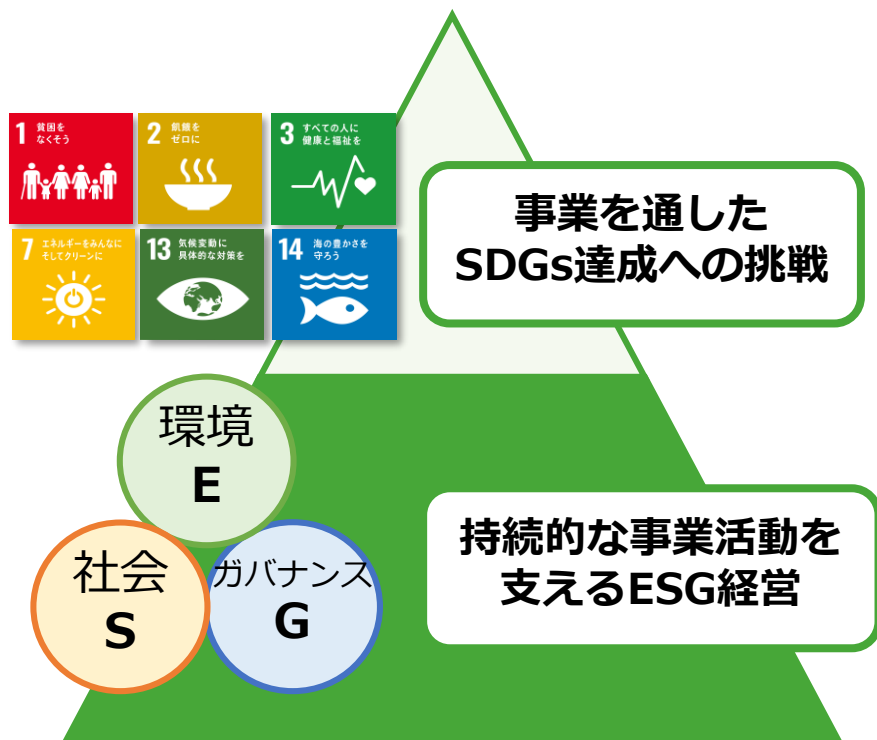 1 貧困を
なくそう
2 飢餓を
ゼロに
3 すべての人に
健康と福祉を
7 エネルギーをみんなに
そしてクリーンに
13 気候変動に
具体的な対策を
14 海の豊かさを
守ろう
事業を通した
SDGs達成への挑戦
環境
E
社会
S
ガバナンス
G
持続的な事業活動を
支えるESG経営